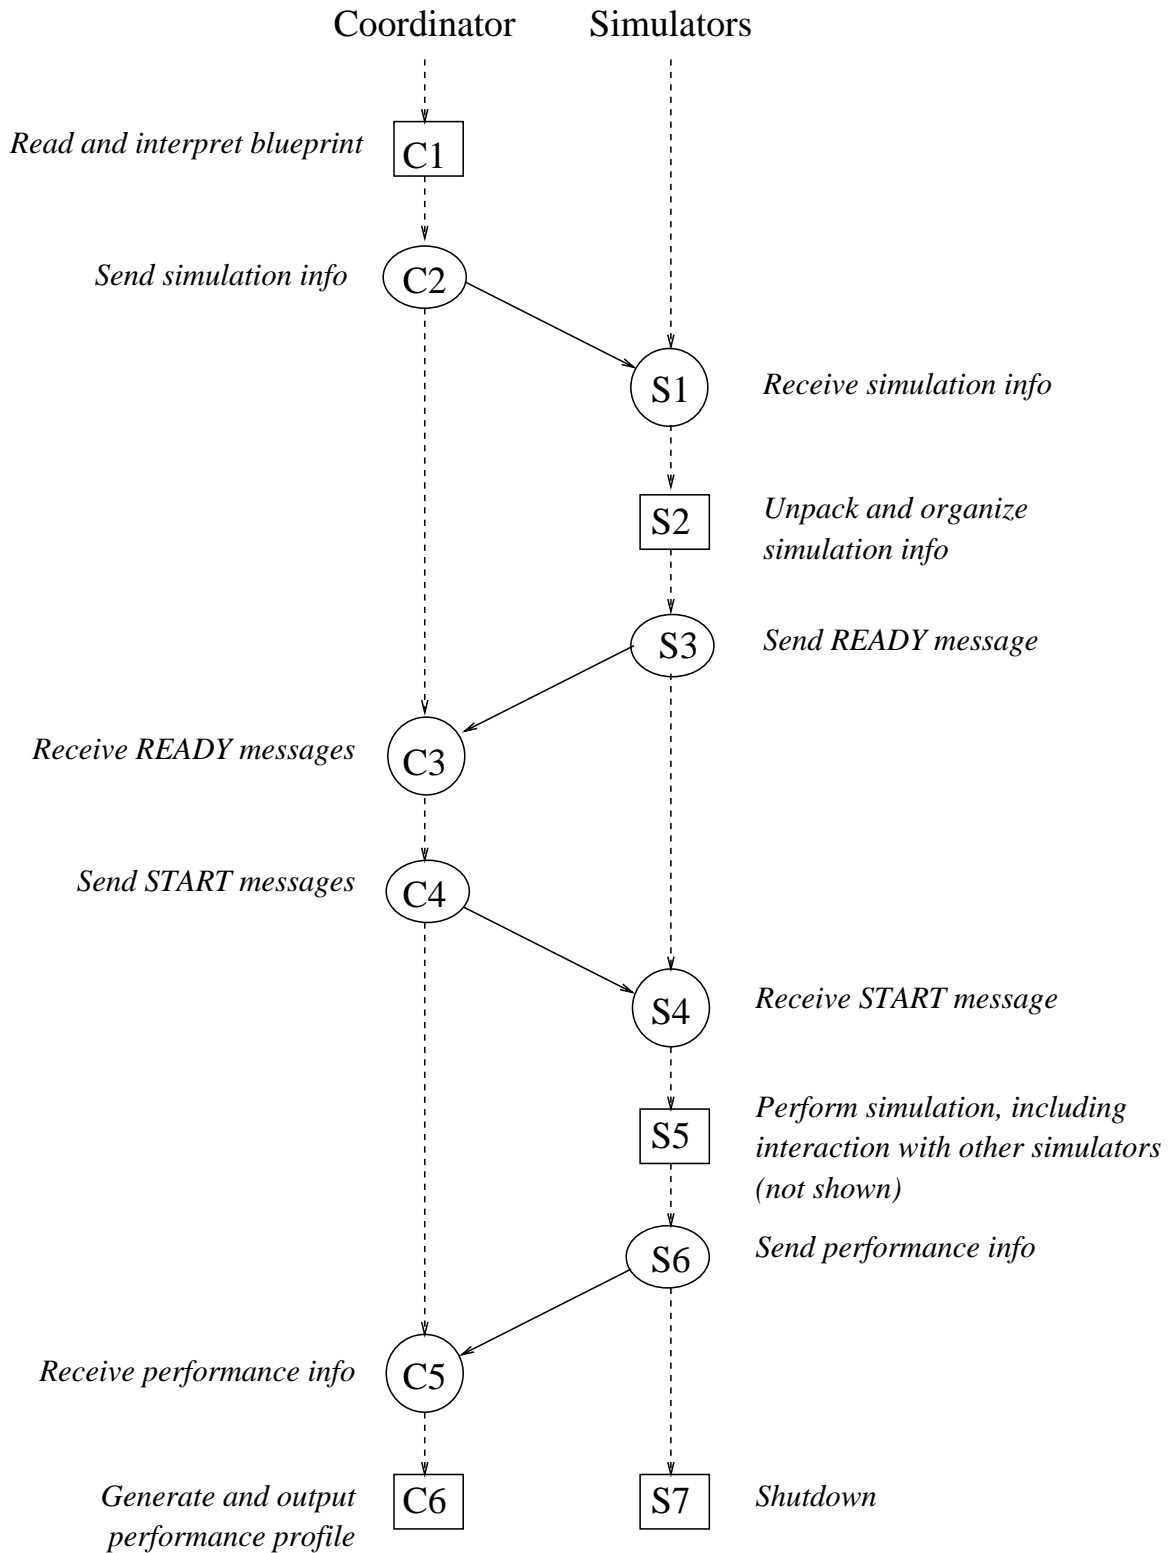 Coordinator
Simulators
Read and interpret blueprint
C1
Send simulation info
C2
S1
Receive simulation info
S2
Unpack and organize
simulation info
S3
Send READY message
Receive READY messages
C3
Send START messages
C4
S4
Receive START message
S5
Perform simulation, including
interaction with other simulators
(not shown)
S6
Send performance info
Receive performance info
C5
Generate and output
performance profile
C6
S7
Shutdown